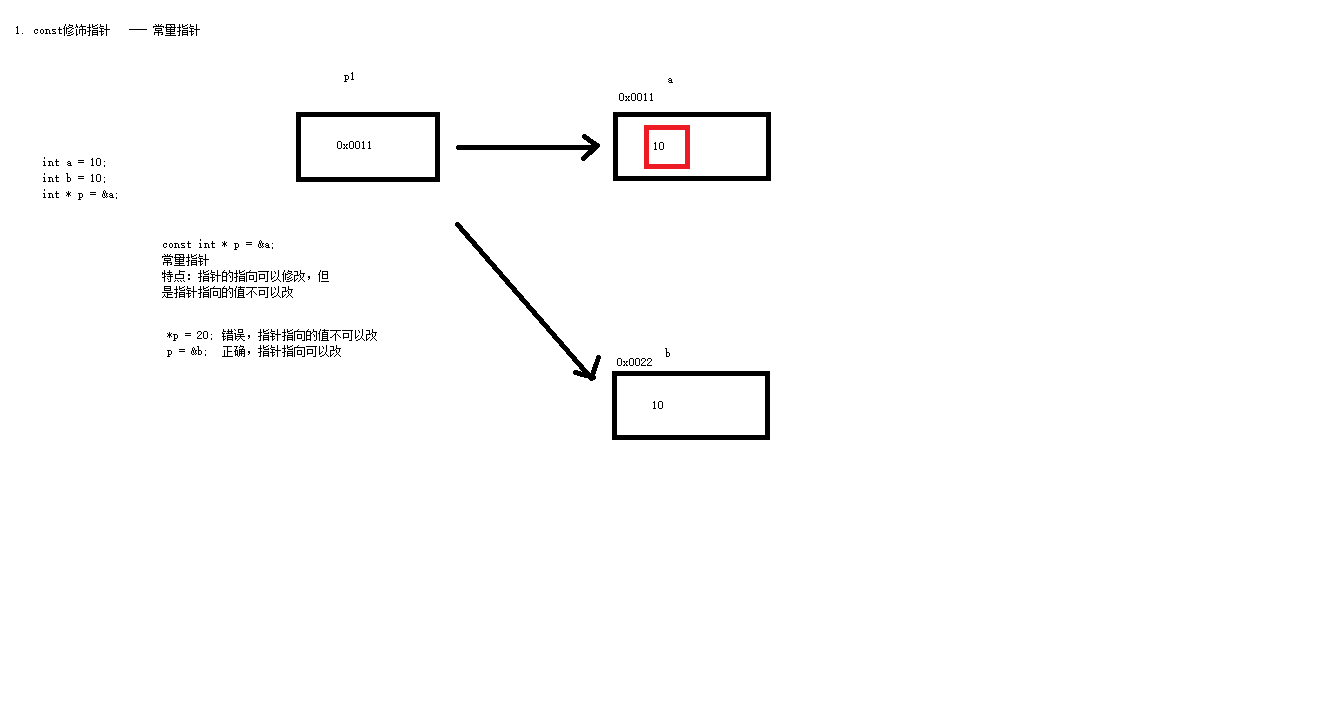 1. const修饰指针 —— 常量指针
p1
a
0x0011
0x0011
10
int a = 10;
int b = 10;
int * p = &a;
const int * p = &a;
常量指针
特点：指针的指向可以修改，但
是指针指向的值不可以改
*p = 20; 错误，指针指向的值不可以改
p = &b; 正确，指针指向可以改
b
0x0022
10